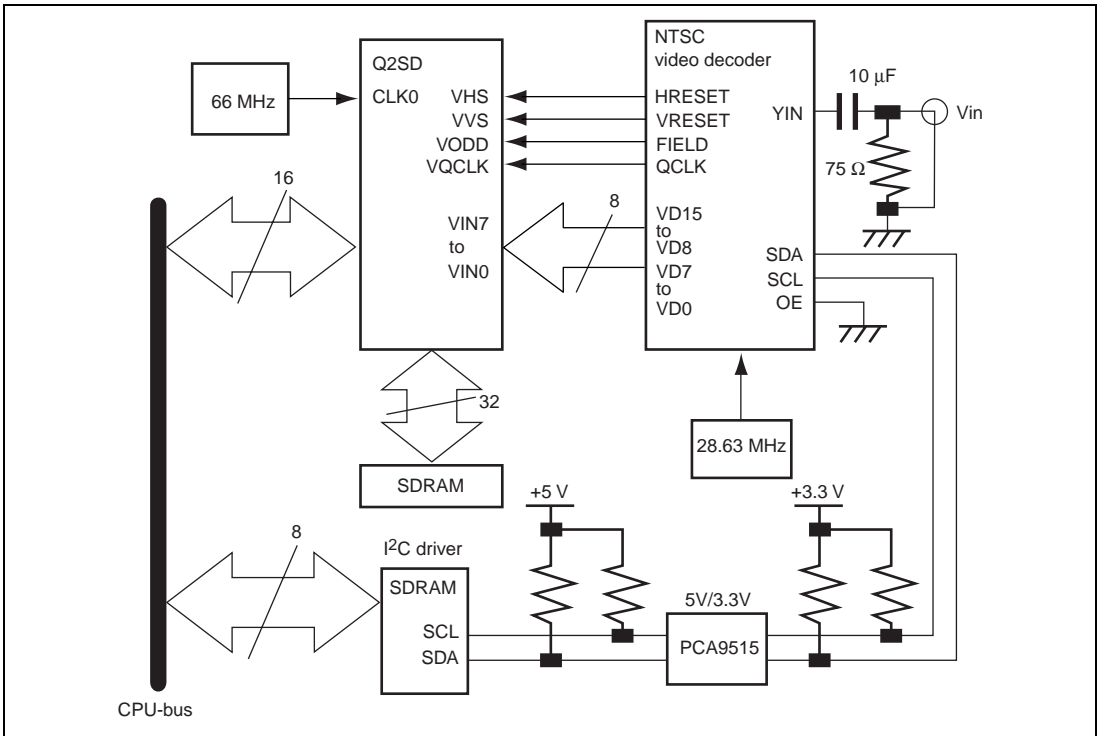 Q2SD
CLK0
VHS
VVS
VODD
VQCLK
VIN7
to
VIN0
66 MHz
NTSC
video decoder
HRESET
VRESET
FIELD
QCLK
VD15
to
VD8
VD7
to
VD0
YIN
SDA
SCL
OE
10 µF
Vin
75 Ω
16
8
32
SDRAM
28.63 MHz
+5 V
+3.3 V
8
I2C driver
SDRAM
SCL
SDA
5V/3.3V
PCA9515
CPU-bus